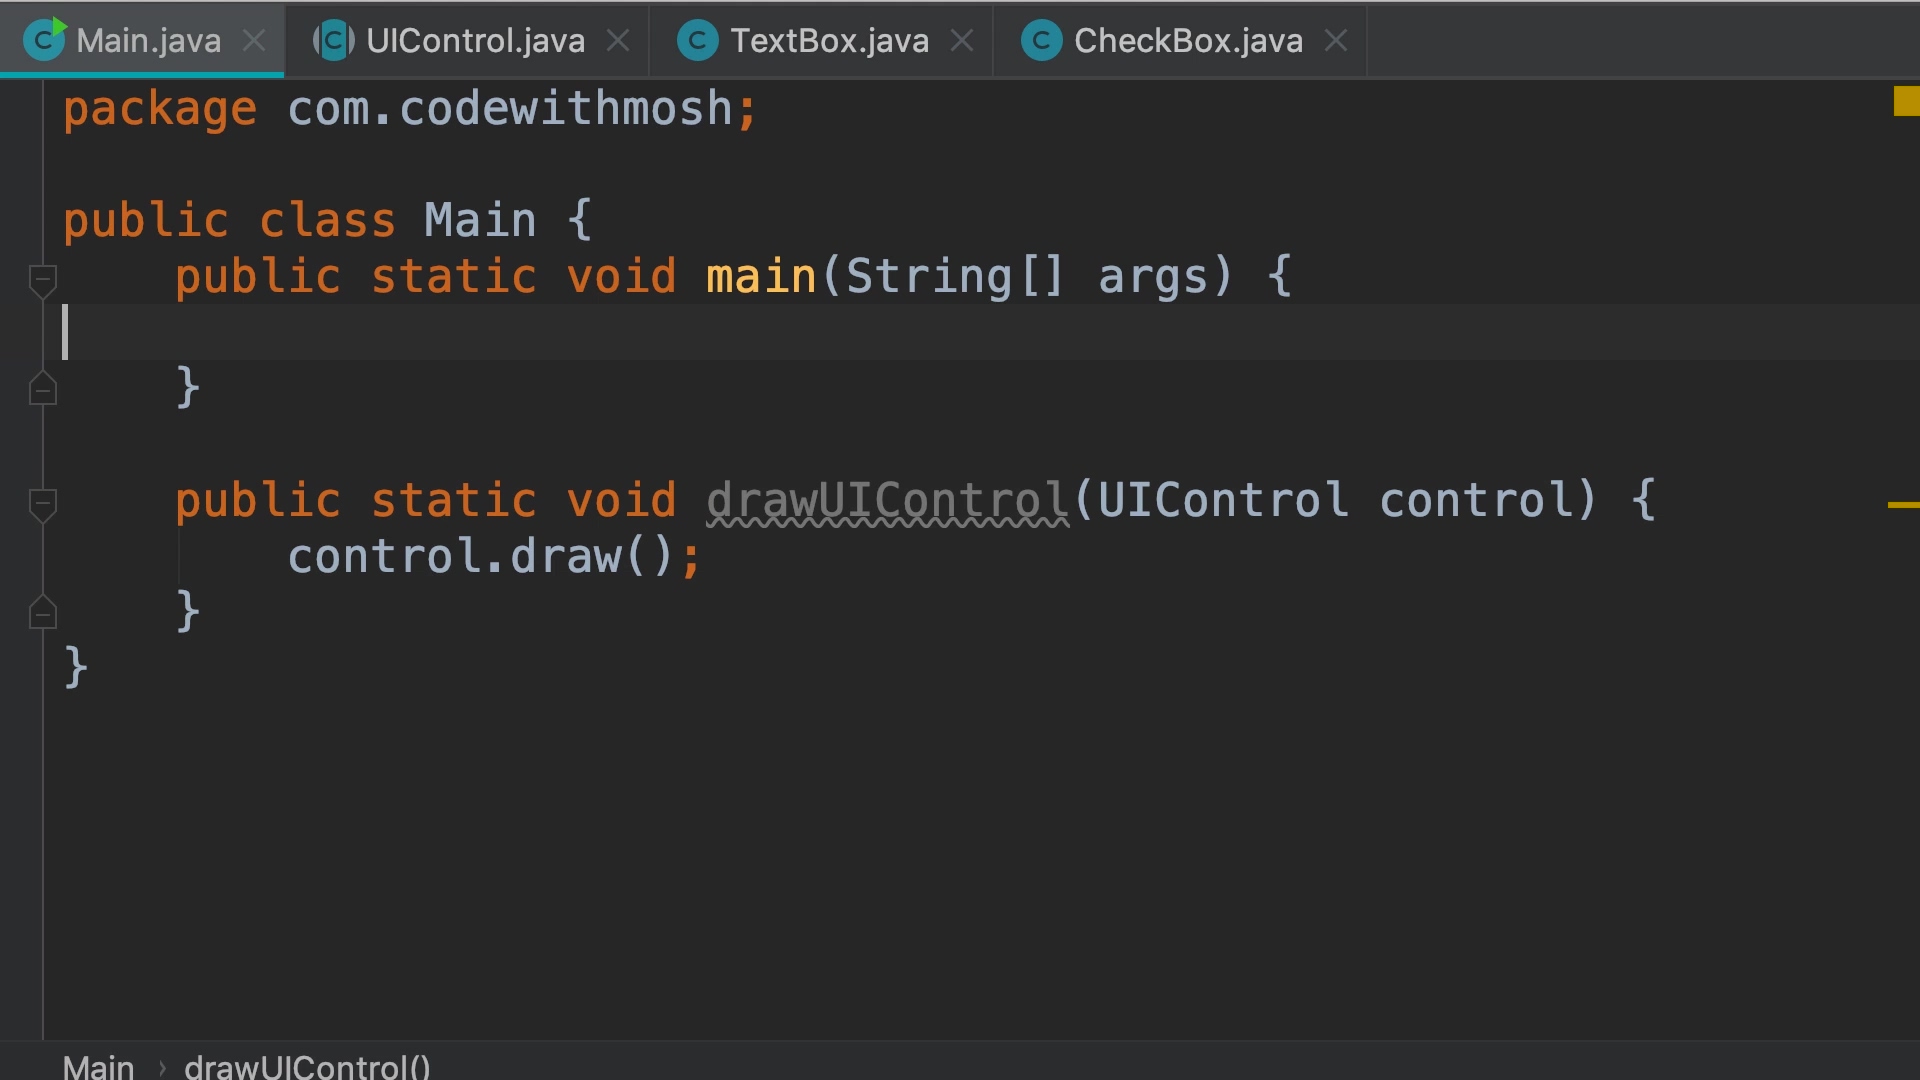 Main.java UIControl.java TextBox.java CheckBox.java
package com.codewithmosh;
public class Main {
public static void main(String[] args) {
}
public static void drawUIControl(UIControl control) {
control.draw();
}
}
Main › drawUIControl()